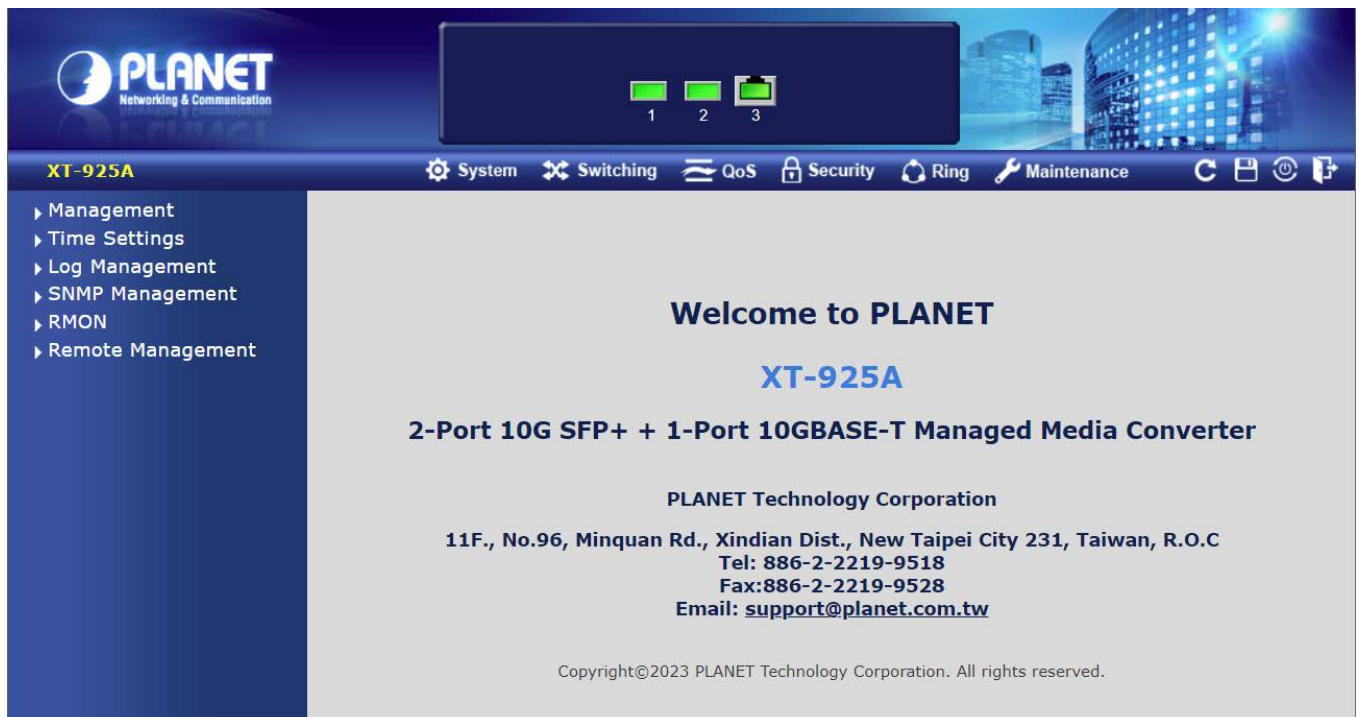 PLANET
Networking & Communication
1 2 3
XT-925A
System Switching QoS Security Ring Maintenance
Management
Time Settings
Log Management
SNMP Management
RMON
Remote Management
Welcome to PLANET
XT-925A
2-Port 10G SFP+ + 1-Port 10GBASE-T Managed Media Converter
PLANET Technology Corporation
11F., No.96, Minquan Rd., Xindian Dist., New Taipei City 231, Taiwan, R.O.C
Tel: 886-2-2219-9518
Fax:886-2-2219-9528
Email: support@planet.com.tw
Copyright©2023 PLANET Technology Corporation. All rights reserved.